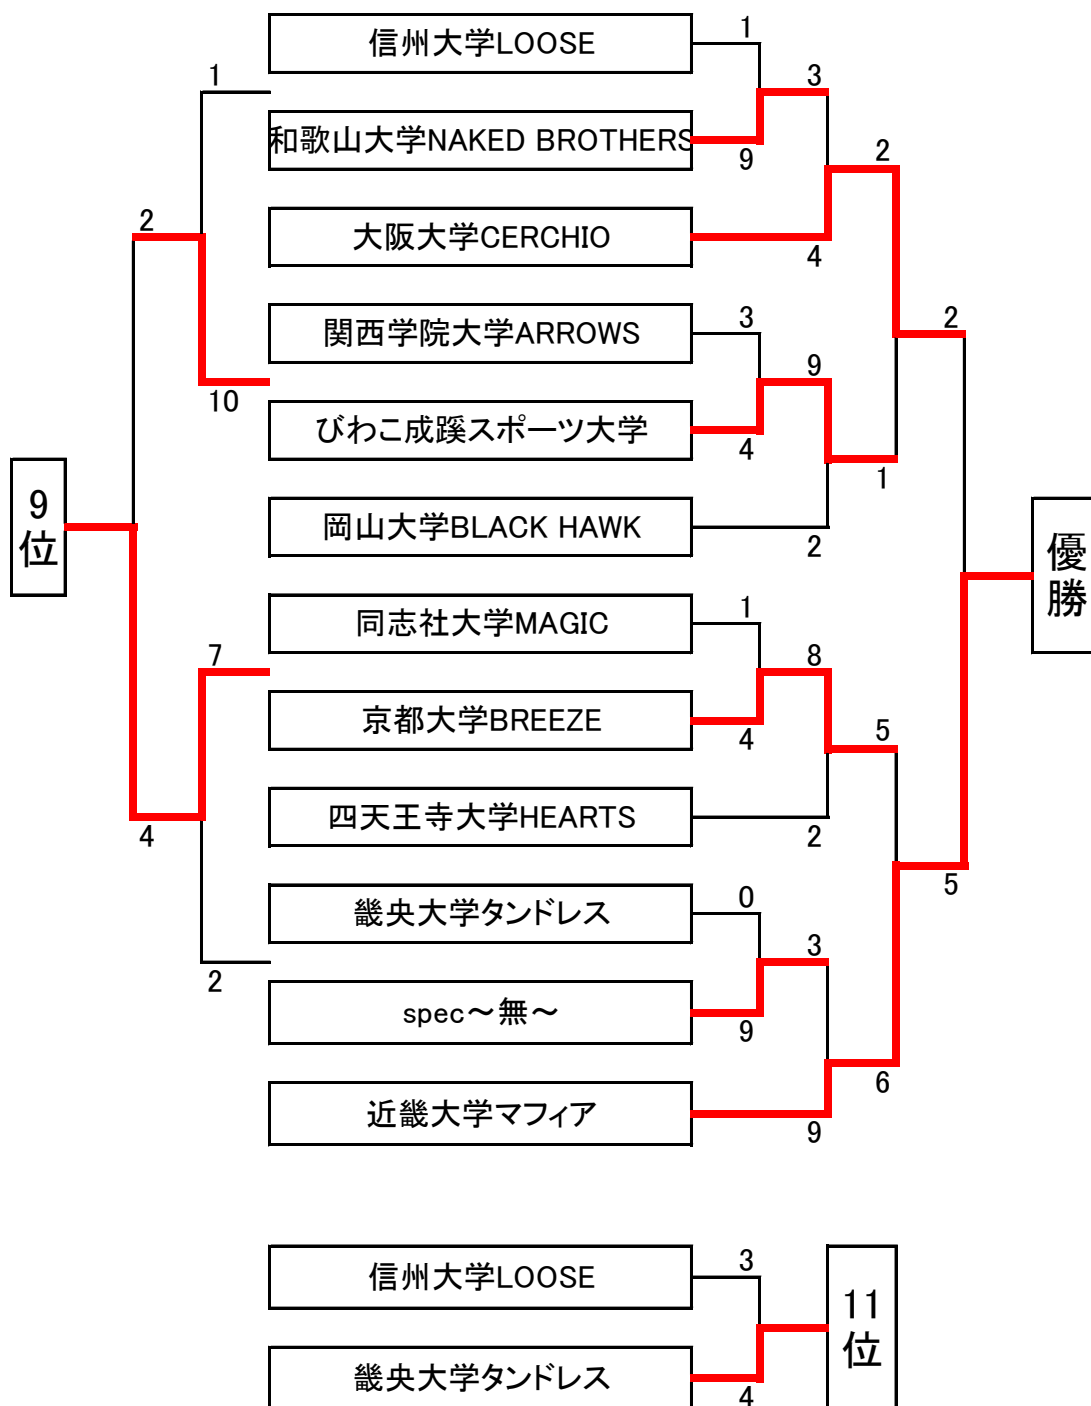 信州大学LOOSE
1
3
1
和歌山大学NAKED BROTHERS
9
2
2
大阪大学CERCHIO
4
関西学院大学ARROWS
3
2
9
10
びわこ成蹊スポーツ大学
4
1
9位
岡山大学BLACK HAWK
2
優勝
同志社大学MAGIC
1
7
8
京都大学BREEZE
4
5
四天王寺大学HEARTS
4
2
畿央大学タンドレス
0
5
3
2
spec～無～
9
6
近畿大学マフィア
9
信州大学LOOSE
3
11位
畿央大学タンドレス
4